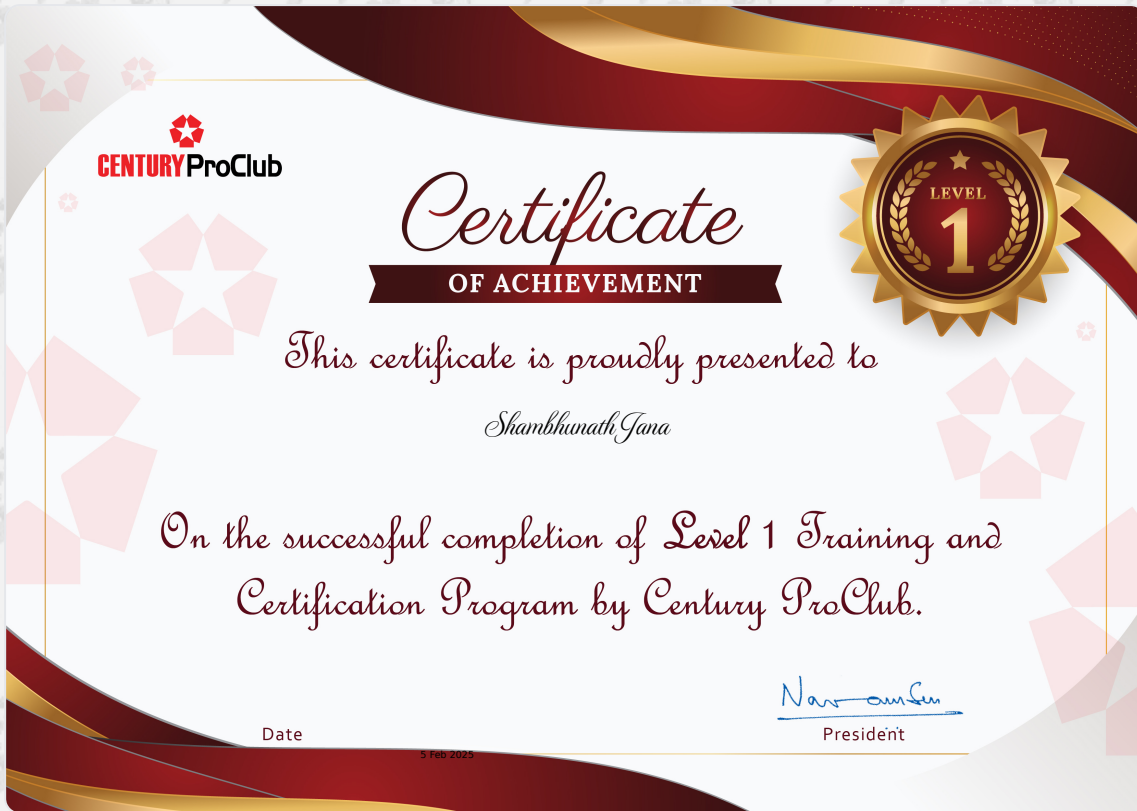 CENTURY ProClub
LEVEL
1
Certificate
OF ACHIEVEMENT
This certificate is proudly presented to
Shambhunath Jana
On the successful completion of Level 1 Training and
Certification Program by Century ProClub.
Date
President
5 Feb 2025